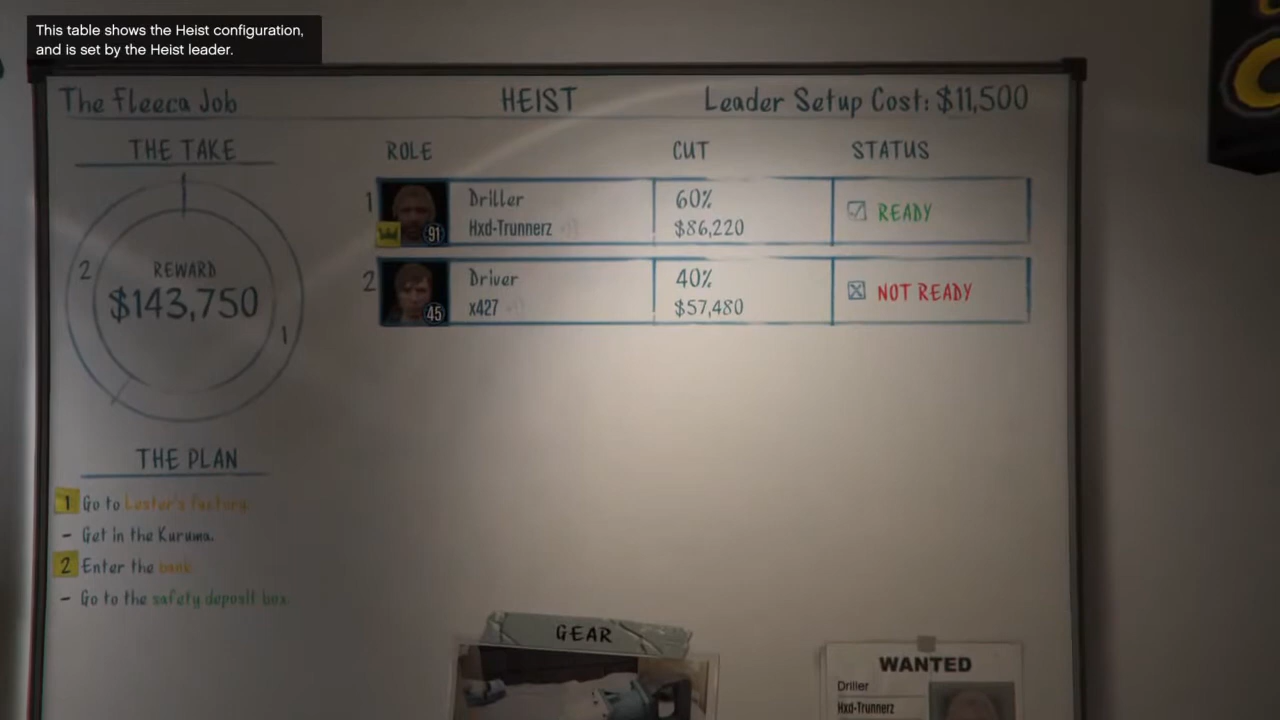 This table shows the Heist configuration,
and is set by the Heist leader.
The Fleeca Job
HEIST
Leader Setup Cost: $11,500
THE TAKE
2
REWARD
$143,750
1
ROLE
CUT
STATUS
1
91
Driller
Hxd-Trunnerz
60%
$86,220
READY
2
45
Driver
x427
40%
$57,480
NOT READY
THE PLAN
1 Go to Lester's factory.
- Get in the Kuruma.
2 Enter the bank.
- Go to the safety deposit box.
GEAR
WANTED
Driller
Hxd-Trunnerz